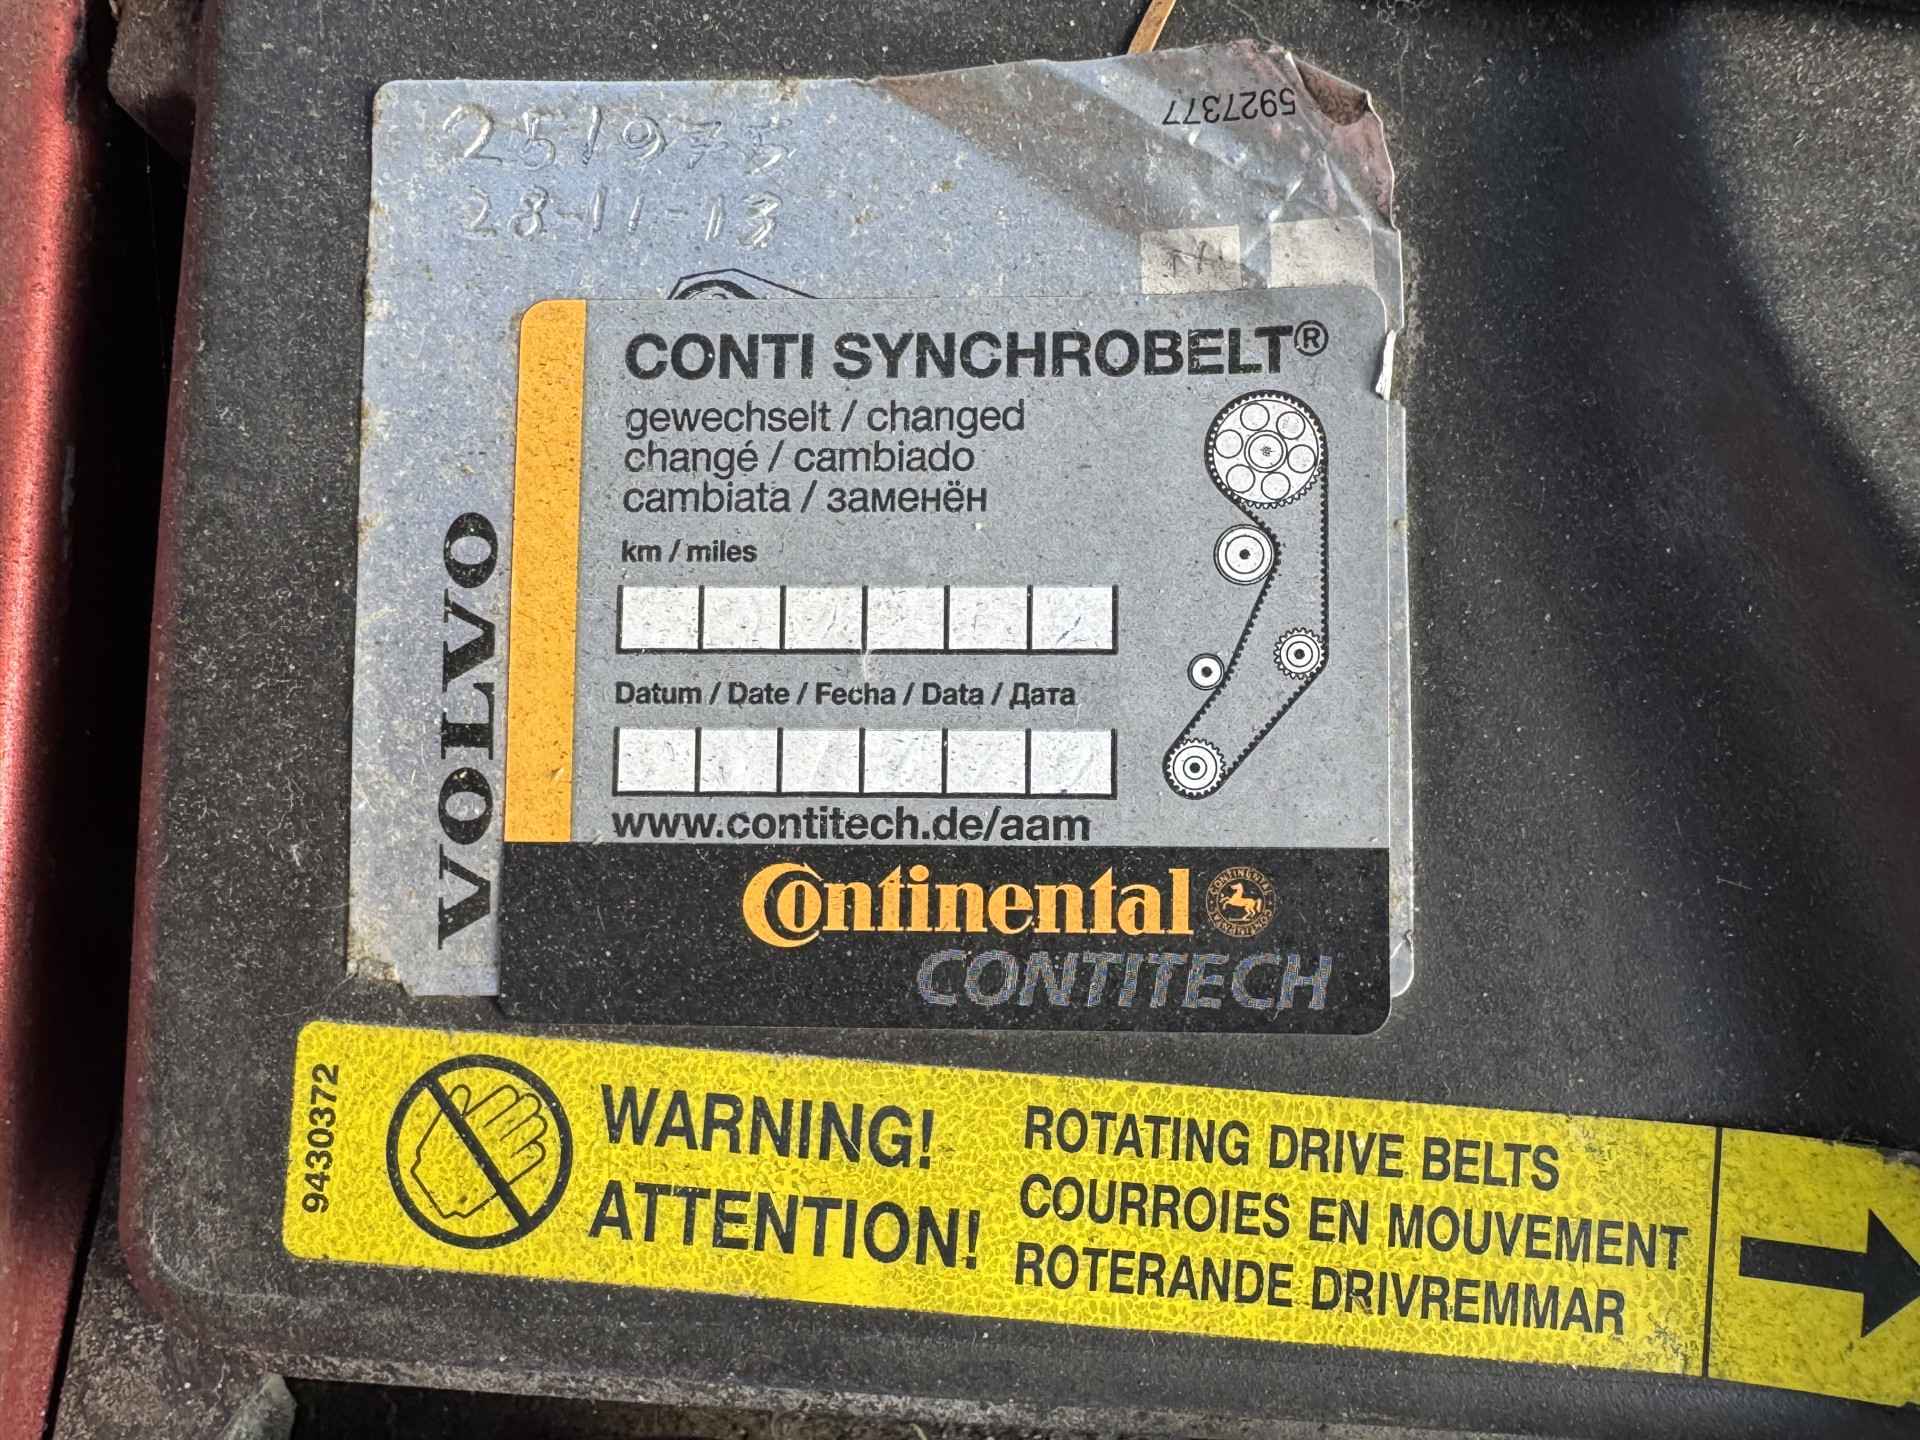 5927377
251975
28-11-13
VOLVO
CONTI SYNCHROBELT®
gewechselt / changed
changé / cambiado
cambiata / заменён
km / miles
Datum / Date / Fecha / Data / Дата
www.contitech.de/aam
Continental
CONTITECH
9430372
WARNING!
ATTENTION!
ROTATING DRIVE BELTS
COURROIES EN MOUVEMENT
ROTERANDE DRIVREMMAR